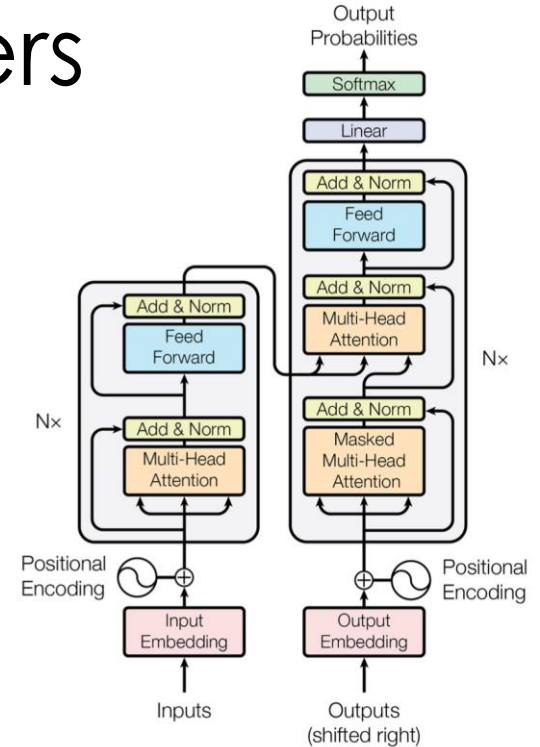 ers
Output
Probabilities
Softmax
Linear
Add & Norm
Feed
Forward
Add & Norm
Multi-Head
Attention
Nx
Add & Norm
Masked
Multi-Head
Attention
Positional
Encoding
Output
Embedding
Outputs
(shifted right)
Add & Norm
Feed
Forward
Nx
Add & Norm
Multi-Head
Attention
Positional
Encoding
Input
Embedding
Inputs